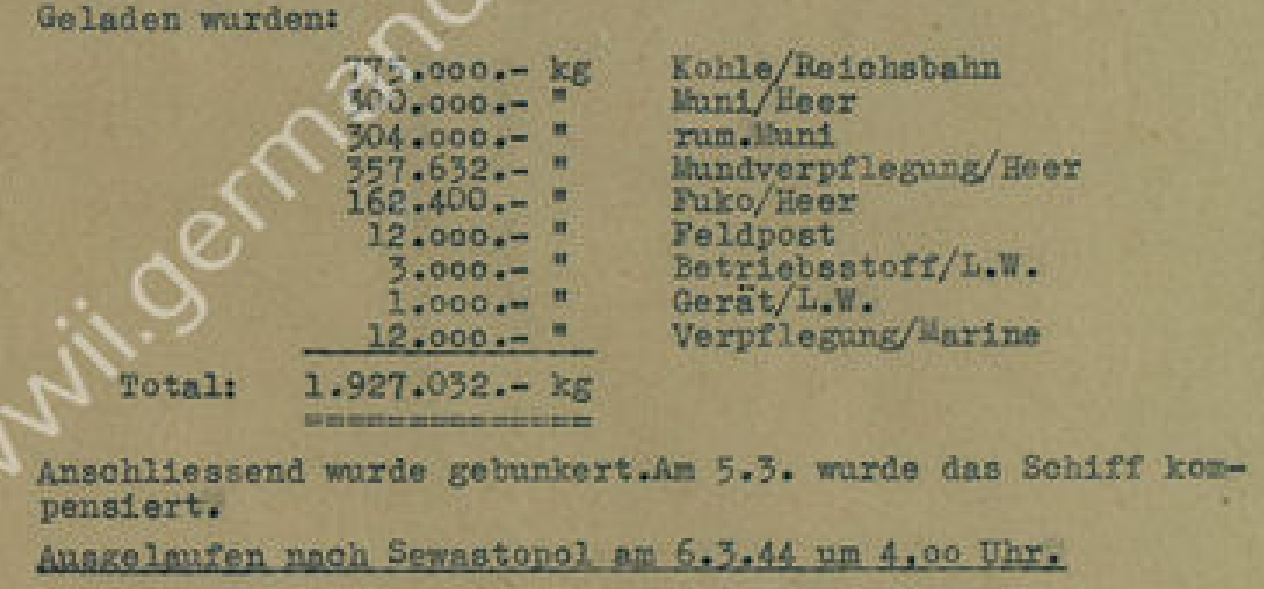 Geladen wurden:
775.ooo.- kg Kohle/Reichsbahn
300.ooo.- " Muni/Heer
304.ooo.- " rum.Muni
357.632.- " Mundverpflegung/Heer
162.400.- " Fuko/Heer
12.ooo.- " Feldpost
3.ooo.- " Betriebsstoff/L.W.
1.ooo.- " Gerät/L.W.
12.ooo.- " Verpflegung/Marine
Total: 1.927.032.- kg
Anschliessend wurde gebunkert.Am 5.3. wurde das Schiff kom-
pensiert.
Ausgelaufen nach Sewastopol am 6.3.44 um 4,oo Uhr.
wii.germand